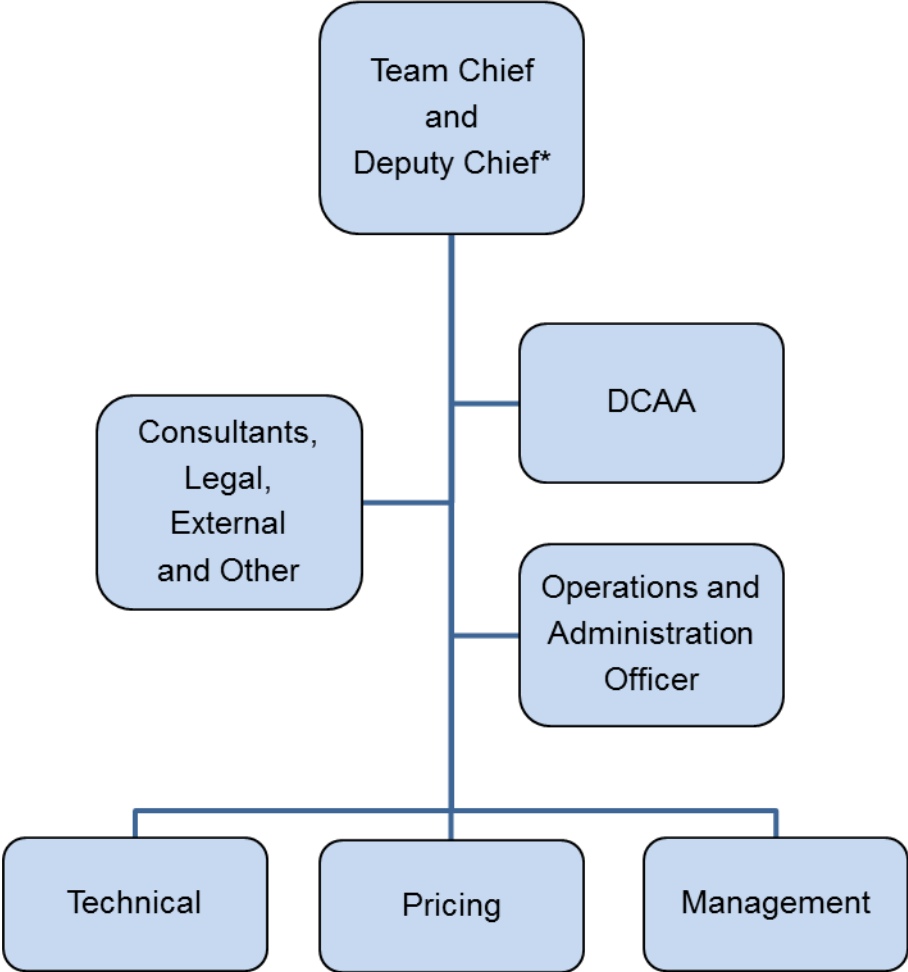 Team Chief
and
Deputy Chief*
DCAA
Consultants,
Legal,
External
and Other
Operations and
Administration
Officer
Technical
Pricing
Management